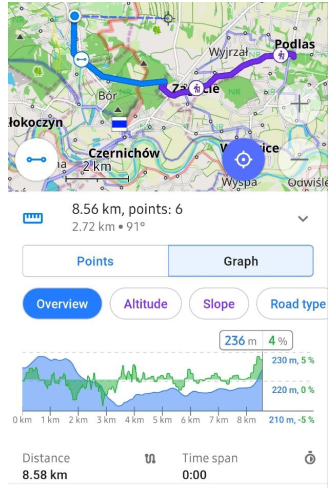 Wyjrzał
Podlas
Bór
łokoczyn
Czernichów
2 km
Wyspa
Odwiśle
8.56 km, points: 6
2.72 km • 91°
Points
Graph
Overview
Altitude
Slope
Road type
236 m
4 %
230 m, 5 %
220 m, 0 %
210 m, -5 %
0 km 1 km 2 km 3 km 4 km 5 km 6 km 7 km 8 km
Distance
Time span
8.58 km
0:00